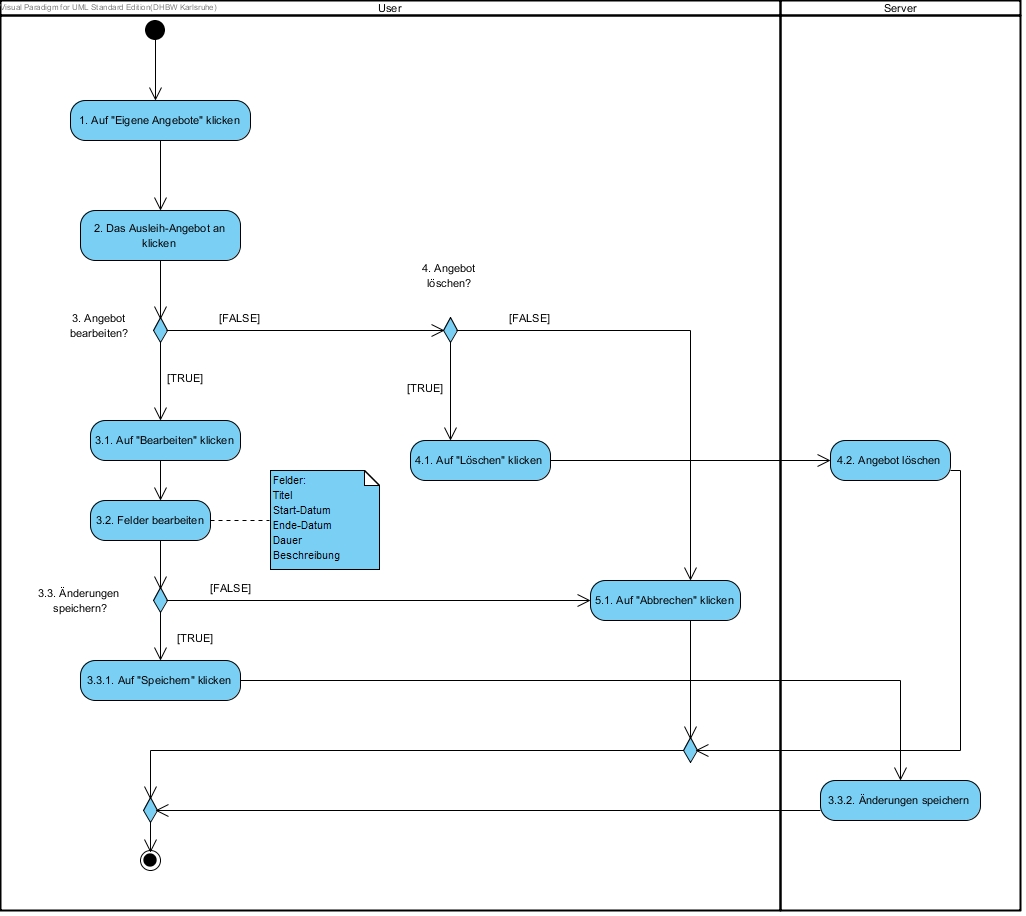 Visual Paradigm for UML Standard Edition(DHBW Karlsruhe)
User
Server
1. Auf "Eigene Angebote" klicken
2. Das Ausleih-Angebot an
klicken
4. Angebot
löschen?
3. Angebot
bearbeiten?
[FALSE]
[FALSE]
[TRUE]
[TRUE]
3.1. Auf "Bearbeiten" klicken
4.1. Auf "Löschen" klicken
4.2. Angebot löschen
3.2. Felder bearbeiten
Felder:
Titel
Start-Datum
Ende-Datum
Dauer
Beschreibung
3.3. Änderungen
speichern?
[FALSE]
5.1. Auf "Abbrechen" klicken
[TRUE]
3.3.1. Auf "Speichern" klicken
3.3.2. Änderungen speichern